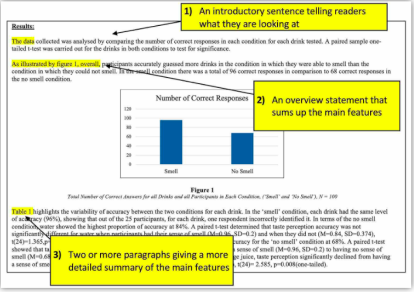 1) An introductory sentence telling readers
what they are looking at
Results:
The data collected was analysed by comparing the number of correct responses in each condition for each drink tested. A paired sample one-
tailed t-test was carried out for the drinks in both conditions to test for significance.
As illustrated by figure 1, overall, participants accurately guessed more drinks in the condition in which they were able to smell than the
condition in which they could not smell. In the smell condition there was a total of 96 correct responses in comparison to 68 correct responses in
the no smell condition.
2) An overview statement that
sums up the main features
Number of Correct Responses
120
100
80
60
40
20
0
Smell No Smell
Figure 1
Total Number of Correct Answers for all Drinks and all Participants in Each Condition, ('Smell' and 'No Smell'), N = 100
Table 1 highlights the variability of accuracy between the two conditions for each drink. In the 'smell' condition, each drink had the same level
of accuracy (96%), showing that out of the 25 participants, for each drink, one respondent incorrectly identified it. In terms of the no smell
condition, water showed the highest proportion of accuracy at 84%. A paired t-test determined that taste perception accuracy was not
significantly different for water when participants had their sense of smell (M=0.96, SD=0.2) and when they did not (M=0.84, SD=0.374),
t(24)=1.365, curacy for the 'no smell' condition at 68%. A paired t-test
showed that sense of smell (M=0.96, SD=0.2) to having no sense of
smell (M=0.68 juice, taste perception significantly declined from having
a sense of t(24)= 2.585, p=0.008(one-tailed).
3) Two or more paragraphs giving a more
detailed summary of the main features